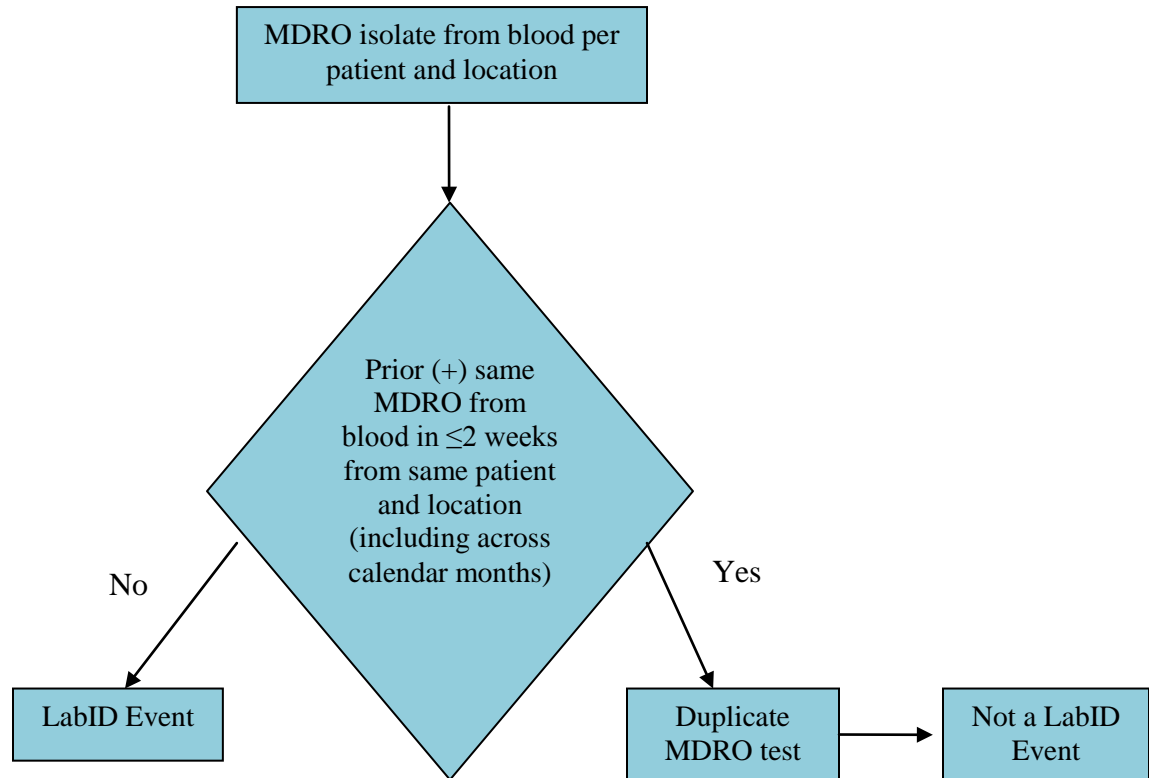 MDRO isolate from blood per
patient and location
Prior (+) same
MDRO from
blood in ≤2 weeks
from same patient
and location
(including across
calendar months)
No
Yes
LabID Event
Duplicate
MDRO test
Not a LabID
Event